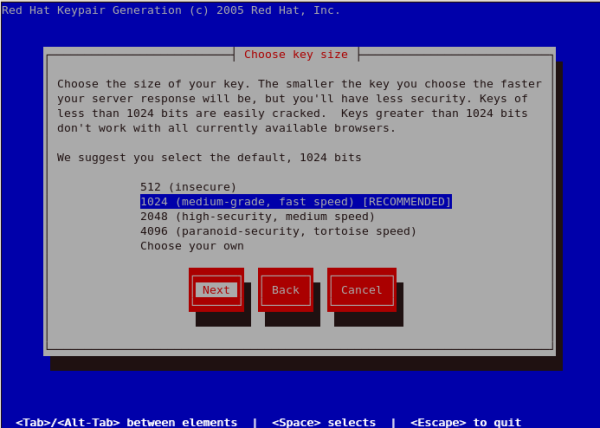 Red Hat Keypair Generation (c) 2005 Red Hat, Inc.
Choose key size
Choose the size of your key. The smaller the key you choose the faster
your server response will be, but you'll have less security. Keys of
less than 1024 bits are easily cracked.  Keys greater than 1024 bits
don't work with all currently available browsers.
We suggest you select the default, 1024 bits
512 (insecure)
1024 (medium-grade, fast speed) [RECOMMENDED]
2048 (high-security, medium speed)
4096 (paranoid-security, tortoise speed)
Choose your own
Next Back Cancel
<Tab>/<Alt-Tab> between elements  |  <Space> selects  |  <Escape> to quit